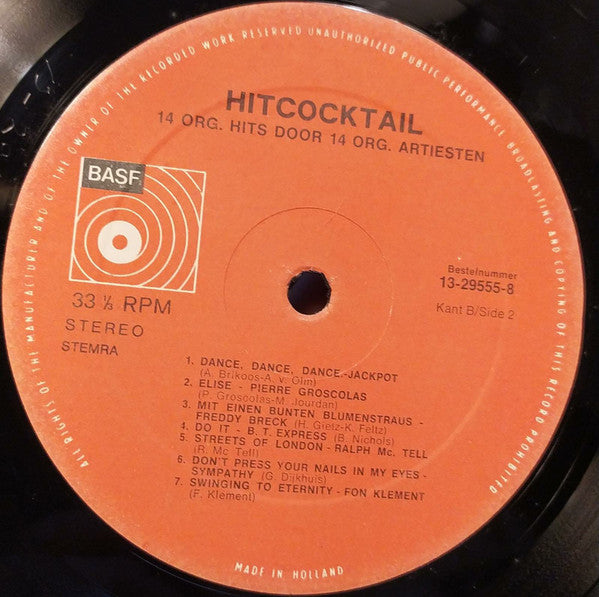 ALL RIGHTS OF THE MANUFACTURER AND OF THE OWNER OF THE RECORDED WORK RESERVED UNAUTHORIZED PUBLIC PERFORMANCE BROADCASTING AND COPYING OF THIS RECORD PROHIBITED
HITCOCKTAIL
14 ORG. HITS DOOR 14 ORG. ARTIESTEN
BASF
Bestelnummer
13-29555-8
Kant B/Side 2
33 ⅓ RPM
STEREO
STEMRA
1. DANCE, DANCE, DANCE-JACKPOT
(A. Brikoos-A. v. Olm)
2. ELISE - PIERRE GROSCOLAS
(P. Groscolas-M. Jourdan)
3. MIT EINEN BUNTEN BLUMENSTRAUS -
FREDDY BRECK (H. Gietz-K. Feltz)
4. DO IT - B. T. EXPRESS (B. Nichols)
5. STREETS OF LONDON - RALPH Mc. TELL
(R. Mc Tell)
6. DON'T PRESS YOUR NAILS IN MY EYES -
SYMPATHY (G. Dijkhuis)
7. SWINGING TO ETERNITY - FON KLEMENT
(F. Klement)
MADE IN HOLLAND